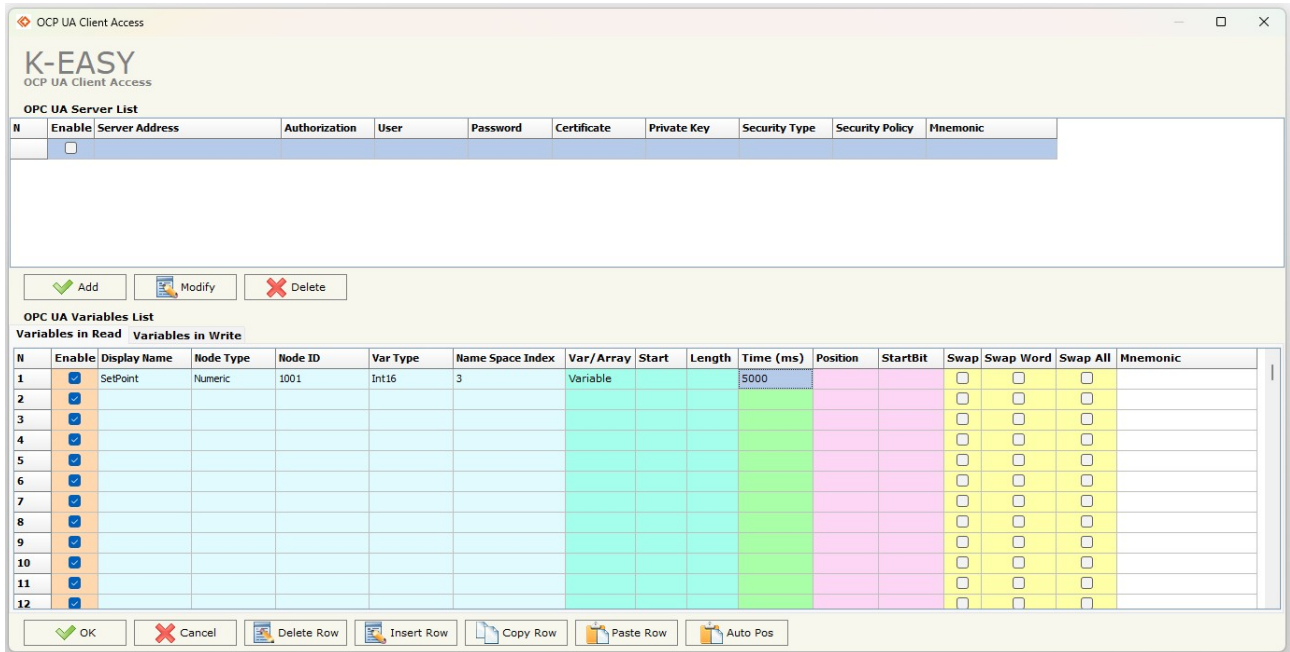 OCP UA Client Access
K-EASY
OCP UA Client Access
OPC UA Server List
N Enable Server Address Authorization User Password Certificate Private Key Security Type Security Policy Mnemonic
Add Modify Delete
OPC UA Variables List
Variables in Read Variables in Write
N Enable Display Name Node Type Node ID Var Type Name Space Index Var/Array Start Length Time (ms) Position StartBit Swap Swap Word Swap All Mnemonic
1 SetPoint Numeric 1001 Int16 3 Variable 5000
2
3
4
5
6
7
8
9
10
11
12
OK Cancel Delete Row Insert Row Copy Row Paste Row Auto Pos